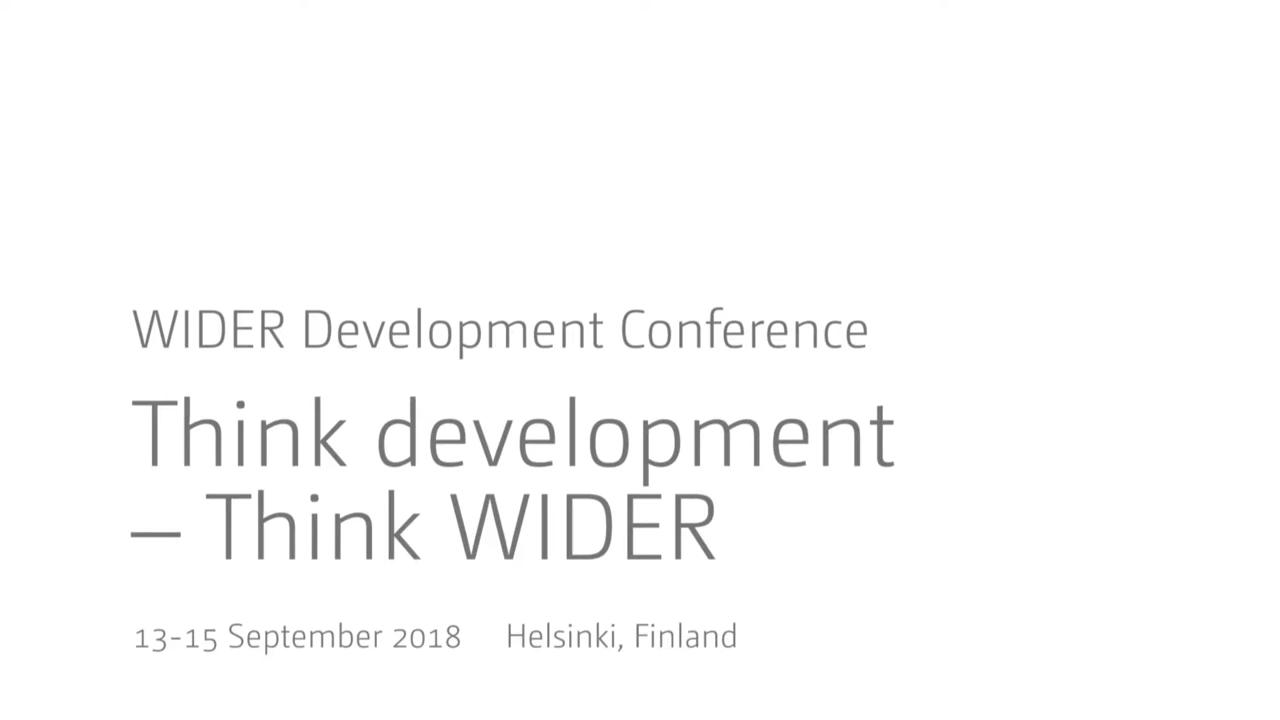 WIDER Development Conference
Think development
– Think WIDER
13-15 September 2018 Helsinki, Finland